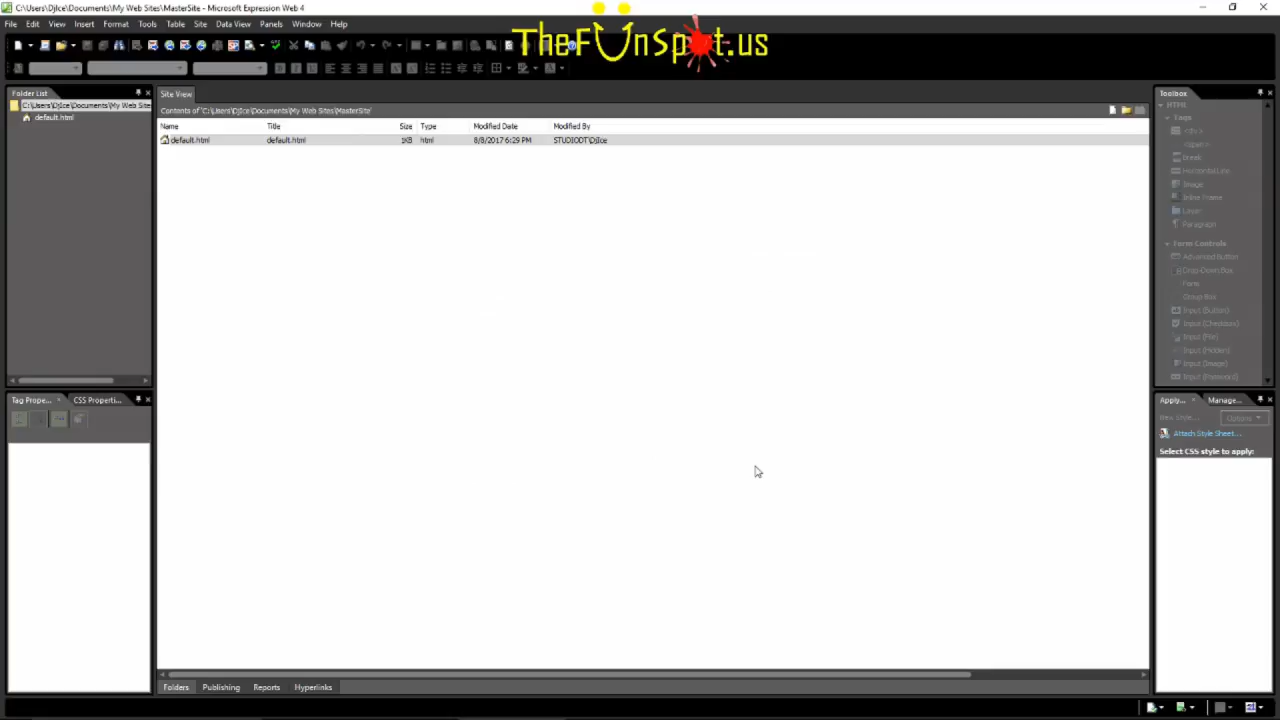 C:\Users\DjIce\Documents\My Web Sites\MasterSite - Microsoft Expression Web 4
File Edit View Insert Format Tools Table Site Data View Panels Window Help
TheFUnSpot.us
Folder List
C:\Users\DjIce\Documents\My Web Sites
default.html
Site View
Contents of 'C:\Users\DjIce\Documents\My Web Sites\MasterSite'
Name Title Size Type Modified Date Modified By
default.html default.html 1KB html 8/8/2017 6:29 PM STUDIODT\DjIce
Toolbox
HTML
Tags
<div>
<span>
Break
Horizontal Line
Image
Inline Frame
Layer
Paragraph
Form Controls
Advanced Button
Drop-Down Box
Form
Group Box
Input (Button)
Input (Checkbox)
Input (File)
Input (Hidden)
Input (Image)
Input (Password)
Tag Prope... CSS Properti...
Apply... Manage...
New Style... Options
Attach Style Sheet...
Select CSS style to apply:
Folders Publishing Reports Hyperlinks